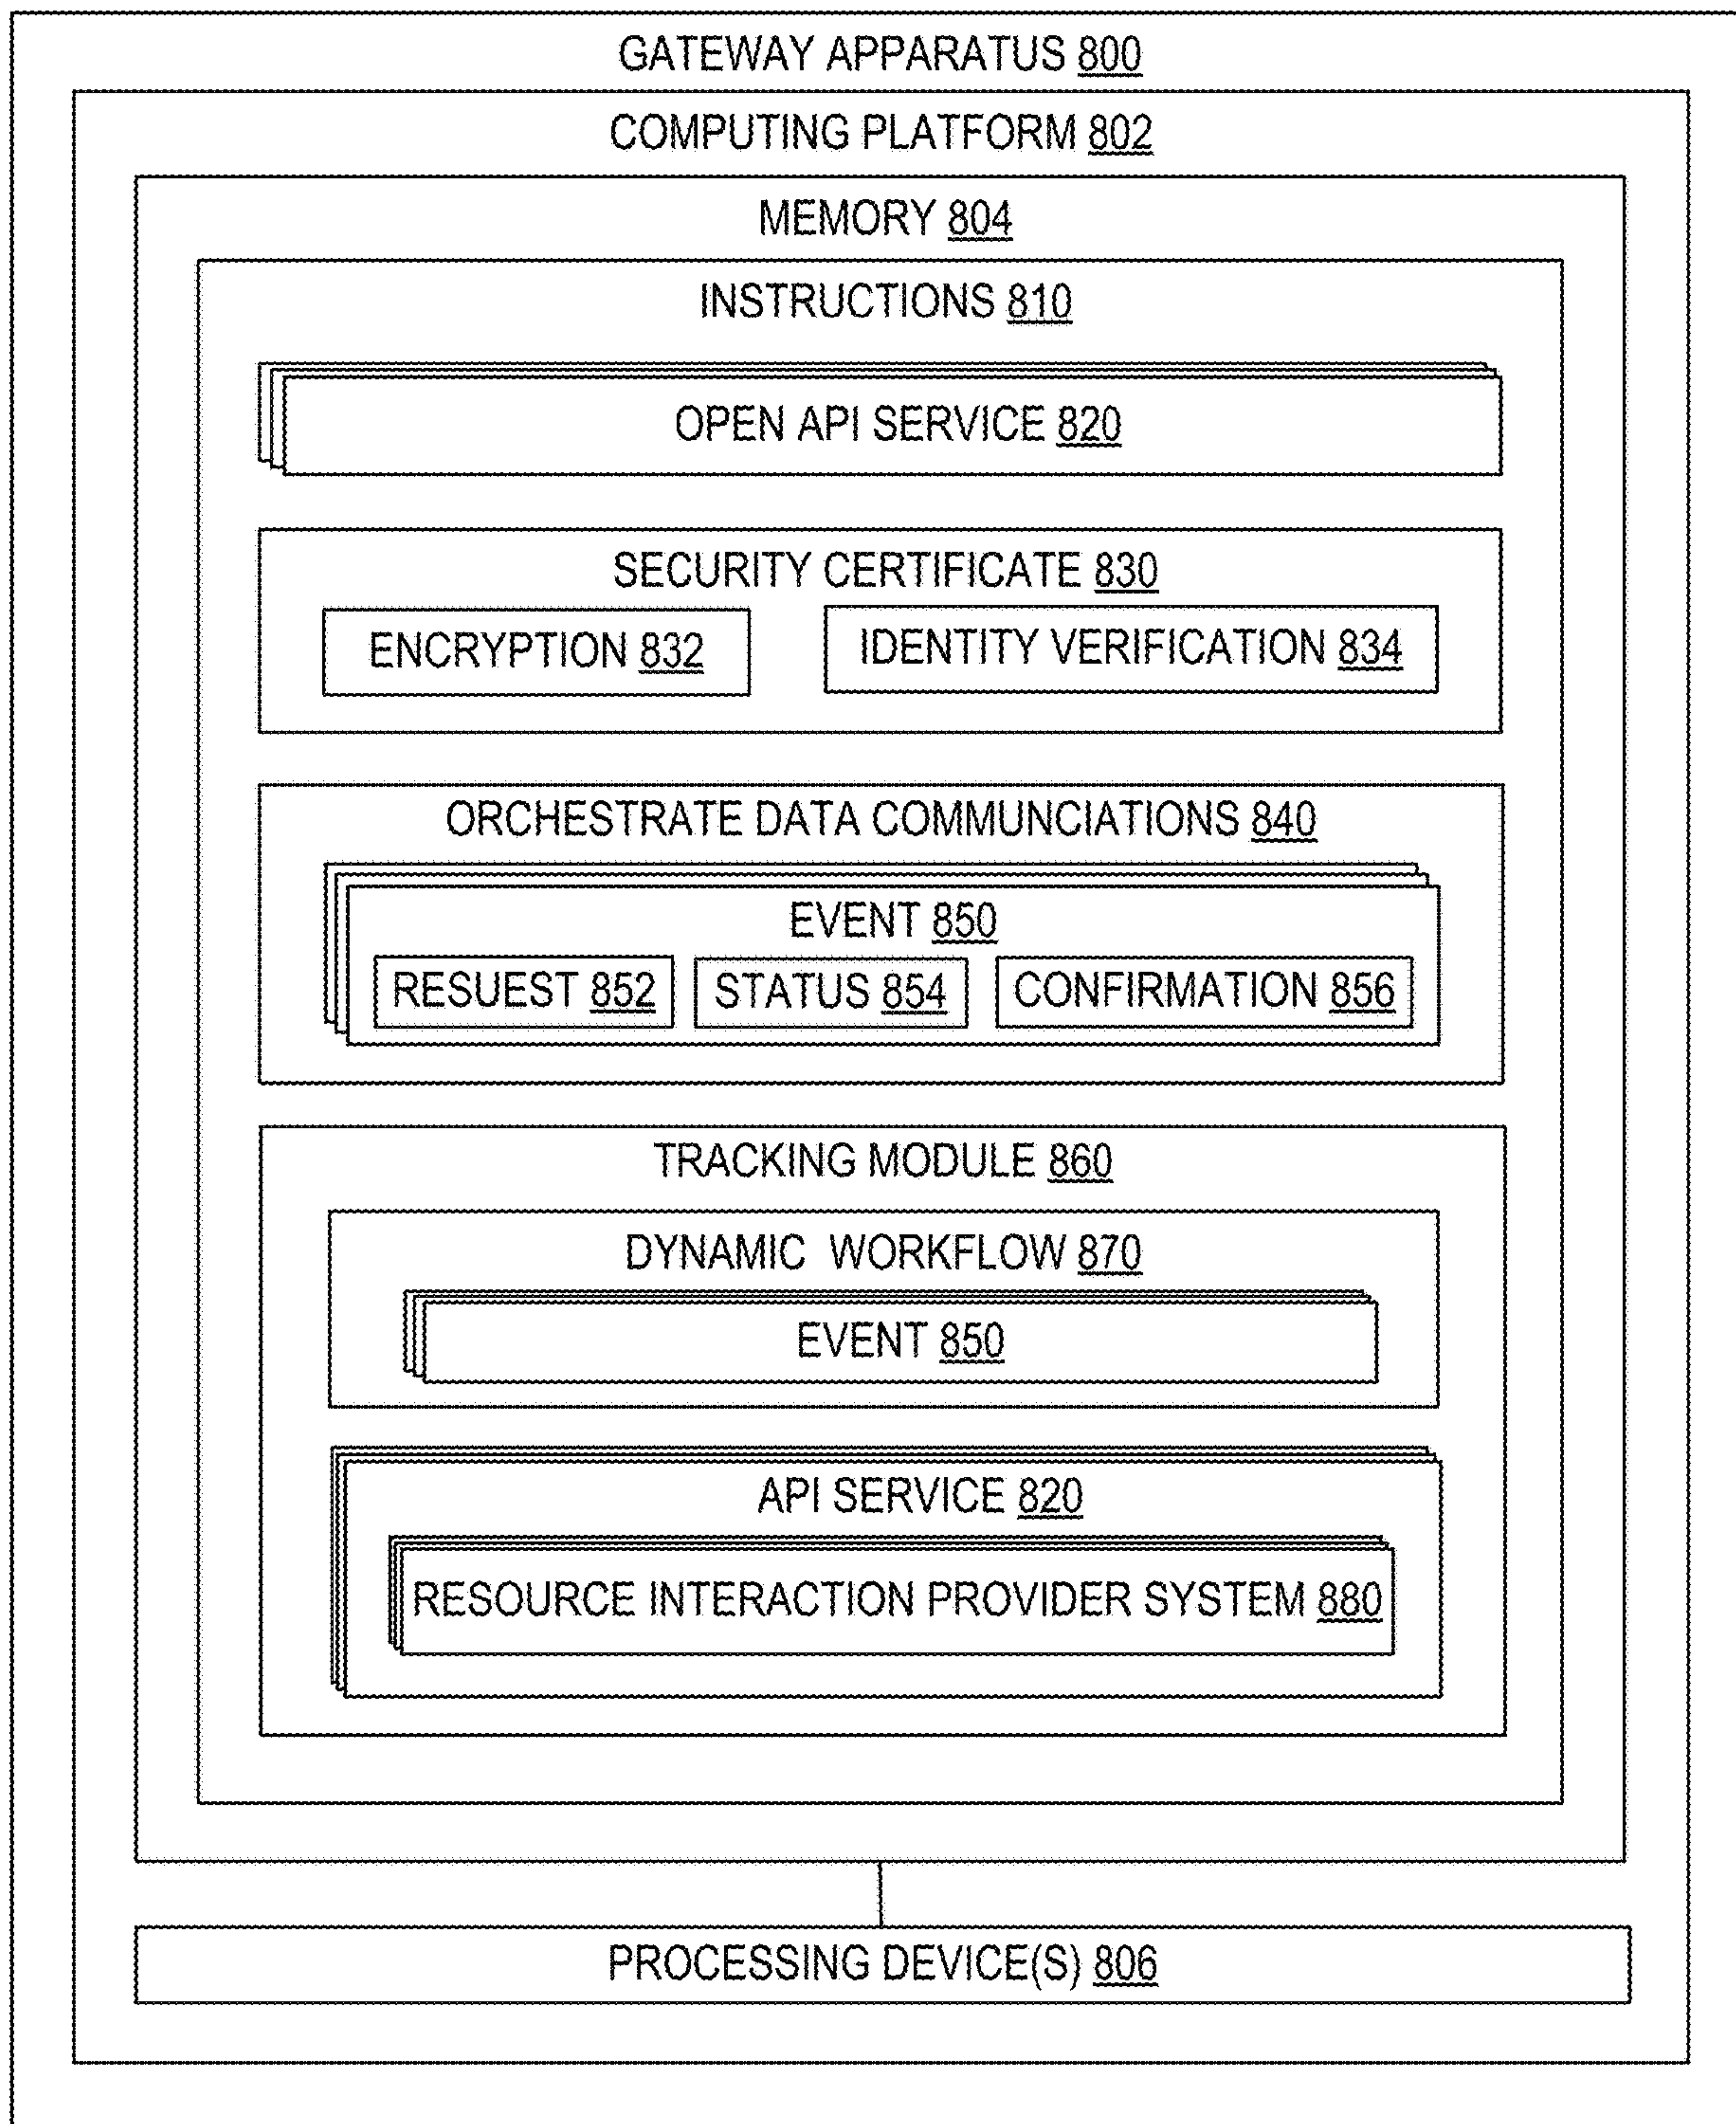 GATEWAY APPARATUS 800
COMPUTING PLATFORM 802
MEMORY 804
INSTRUCTIONS 810
OPEN API SERVICE 820
SECURITY CERTIFICATE 830
ENCRYPTION 832 IDENTITY VERIFICATION 834
ORCHESTRATE DATA COMMUNCIATIONS 840
EVENT 850
RESUEST 852 STATUS 854 CONFIRMATION 856
TRACKING MODULE 860
DYNAMIC WORKFLOW 870
EVENT 850
API SERVICE 820
RESOURCE INTERACTION PROVIDER SYSTEM 880
PROCESSING DEVICE(S) 806